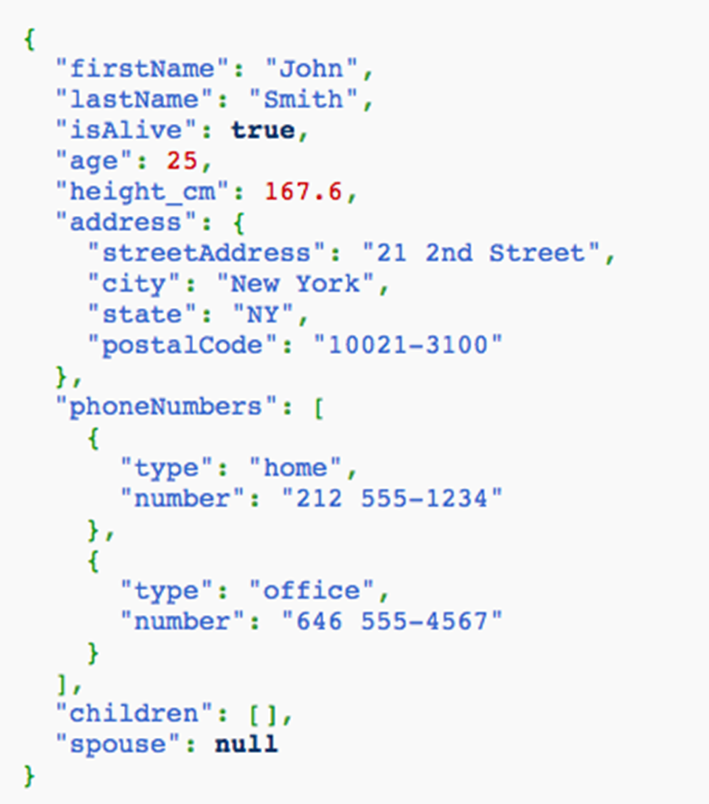 {
  "firstName": "John",
  "lastName": "Smith",
  "isAlive": true,
  "age": 25,
  "height_cm": 167.6,
  "address": {
    "streetAddress": "21 2nd Street",
    "city": "New York",
    "state": "NY",
    "postalCode": "10021-3100"
  },
  "phoneNumbers": [
    {
      "type": "home",
      "number": "212 555-1234"
    },
    {
      "type": "office",
      "number": "646 555-4567"
    }
  ],
  "children": [],
  "spouse": null
}